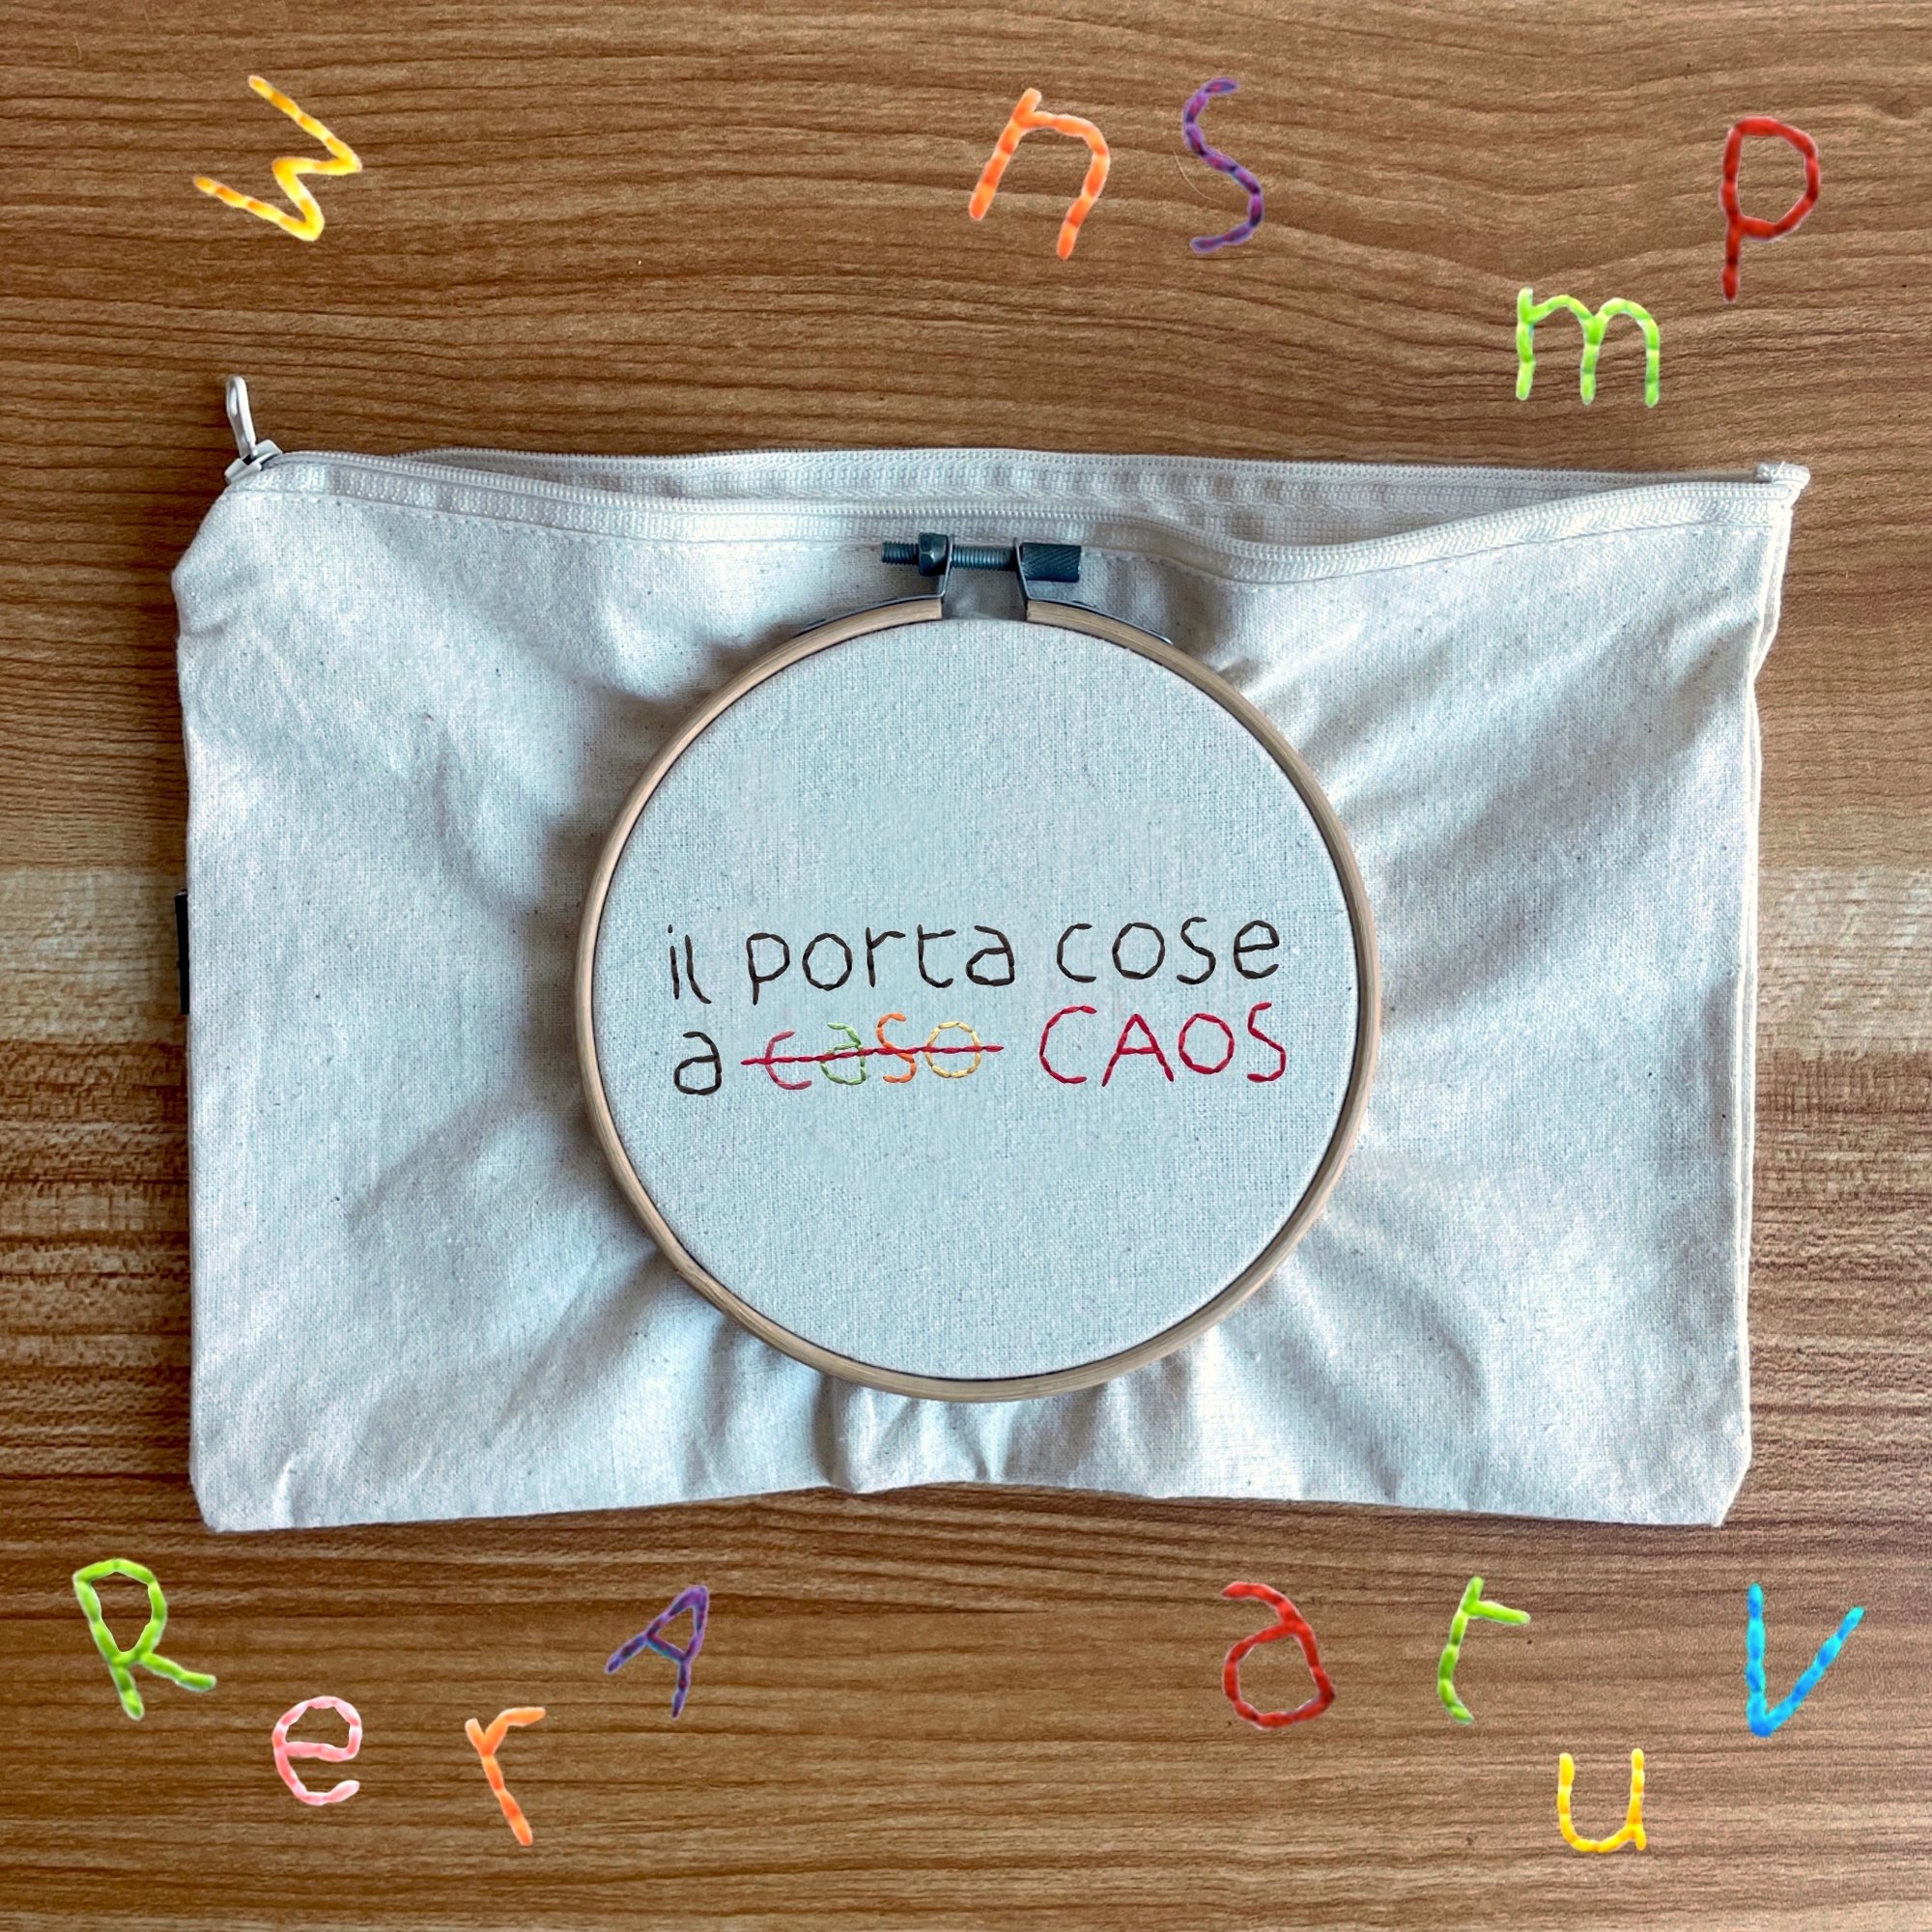 w n s p
m
il porta cose
a caso CAOS
R A a t v
e r u